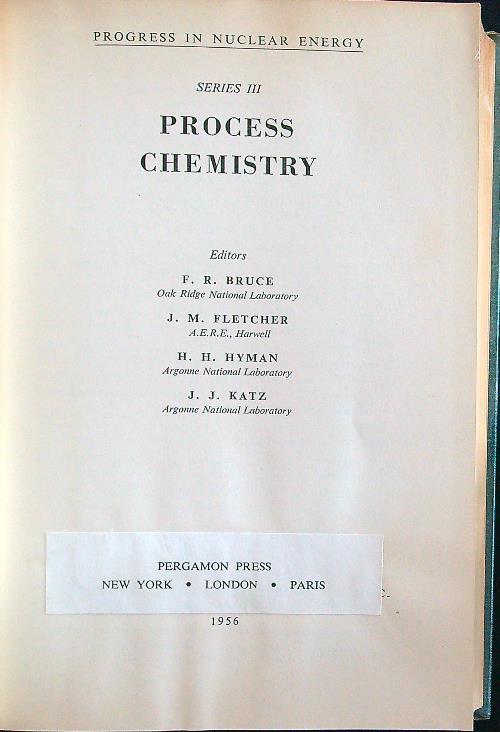 PROGRESS IN NUCLEAR ENERGY
SERIES III
PROCESS
CHEMISTRY
Editors
F. R. BRUCE
Oak Ridge National Laboratory
J. M. FLETCHER
A.E.R.E., Harwell
H. H. HYMAN
Argonne National Laboratory
J. J. KATZ
Argonne National Laboratory
PERGAMON PRESS
NEW YORK • LONDON • PARIS
1956